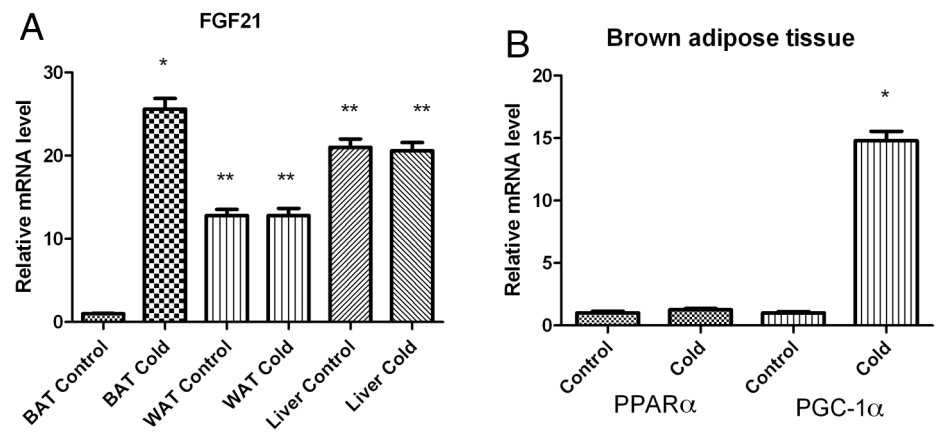 A
FGF21
Relative mRNA level
30
20
10
0
*
**
**
**
**
BAT Control
BAT Cold
WAT Control
WAT Cold
Liver Control
Liver Cold
B
Brown adipose tissue
Relative mRNA level
20
15
10
5
0
*
Control
Cold
Control
Cold
PPARα
PGC-1α